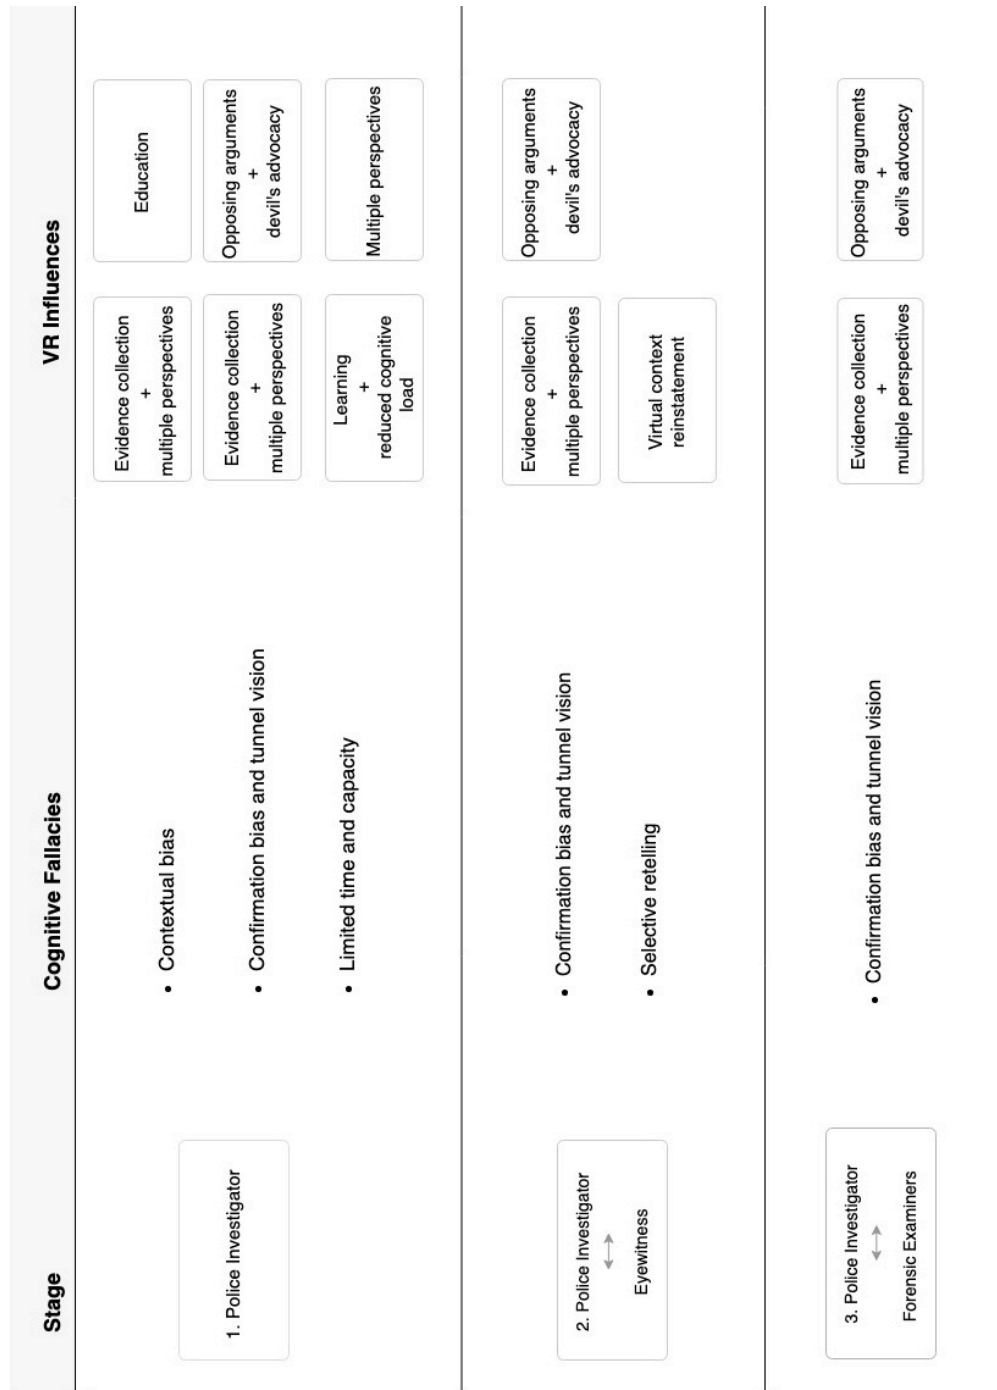 Stage
Cognitive Fallacies
VR Influences
1. Police Investigator
• Contextual bias
Evidence collection
+
multiple perspectives
Education
• Confirmation bias and tunnel vision
Evidence collection
+
multiple perspectives
Opposing arguments
+
devil's advocacy
• Limited time and capacity
Learning
+
reduced cognitive
load
Multiple perspectives
2. Police Investigator
↔
Eyewitness
• Confirmation bias and tunnel vision
Evidence collection
+
multiple perspectives
Opposing arguments
+
devil's advocacy
• Selective retelling
Virtual context
reinstatement
3. Police Investigator
↔
Forensic Examiners
• Confirmation bias and tunnel vision
Evidence collection
+
multiple perspectives
Opposing arguments
+
devil's advocacy